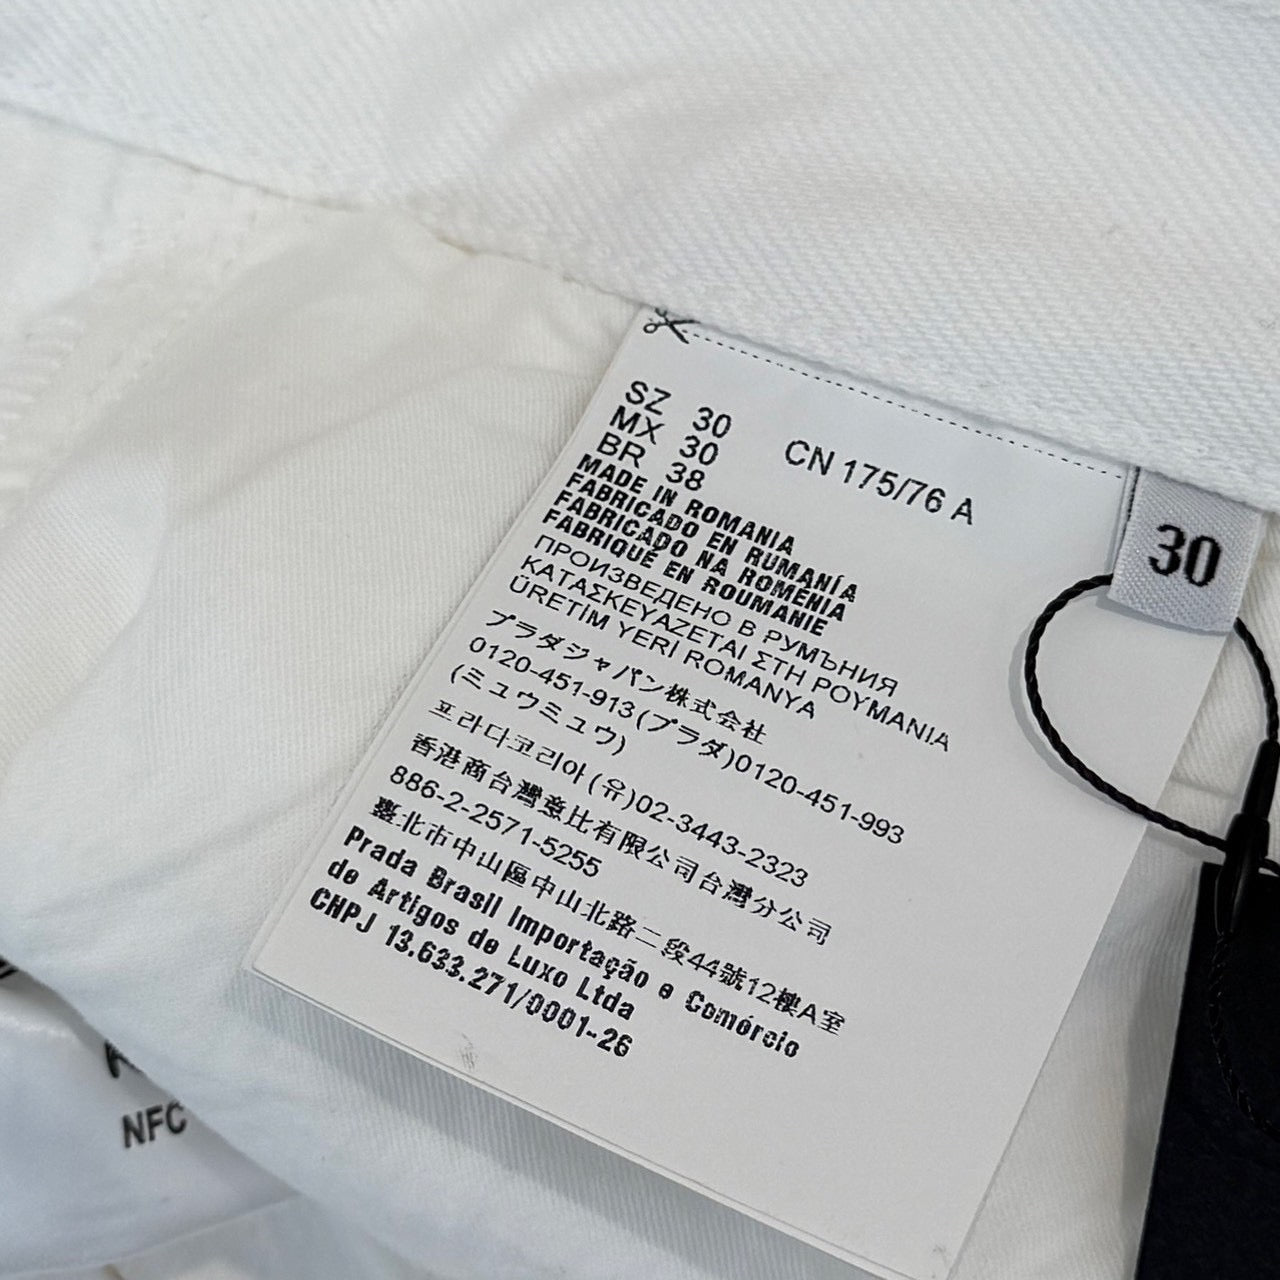 SZ 30 CN 175/76 A
MX 30
BR 38
MADE IN ROMANIA
FABRICADO EN RUMANÍA
FABRICADO NA ROMÉNIA
FABRIQUÉ EN ROUMANIE
ПРОИЗВЕДЕНО В РУМЪНИЯ
ΚΑΤΑΣΚΕΥΑΖΕΤΑΙ ΣΤΗ ΡΟΥΜΑΝΙΑ
ÜRETİM YERİ ROMANYA
プラダジャパン株式会社
0120-451-913(プラダ)0120-451-993
(ミュウミュウ)
프라다코리아(유)02-3443-2323
香港商台灣意比有限公司台灣分公司
886-2-2571-5255
臺北市中山區中山北路二段44號12樓A室
Prada Brasil Importação e Comércio
de Artigos de Luxo Ltda
CNPJ 13.633.271/0001-26
30
NFC